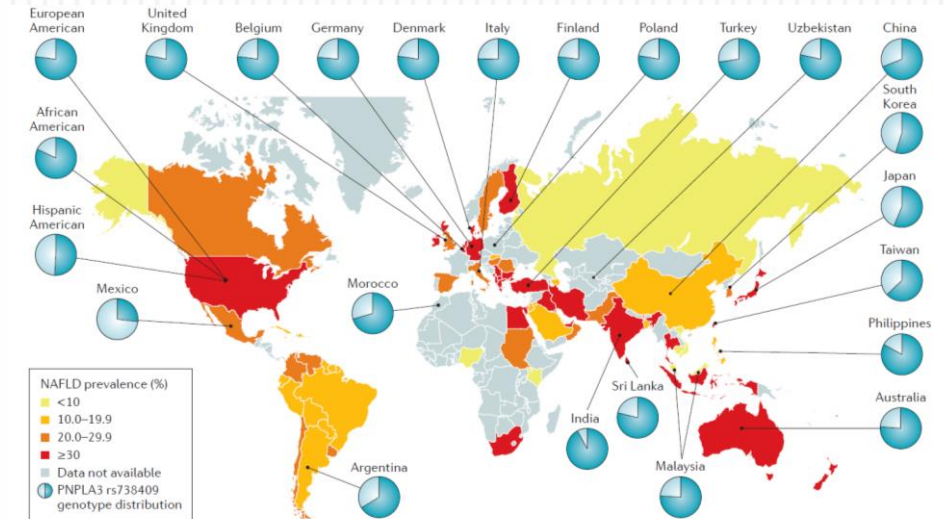 European
American
United
Kingdom
Belgium
Germany
Denmark
Italy
Finland
Poland
Turkey
Uzbekistan
China
African
American
South
Korea
Hispanic
American
Japan
Mexico
Morocco
Taiwan
Philippines
Sri Lanka
India
Australia
Malaysia
Argentina
NAFLD prevalence (%)
<10
10.0–19.9
20.0–29.9
≥30
Data not available
PNPLA3 rs738409
genotype distribution